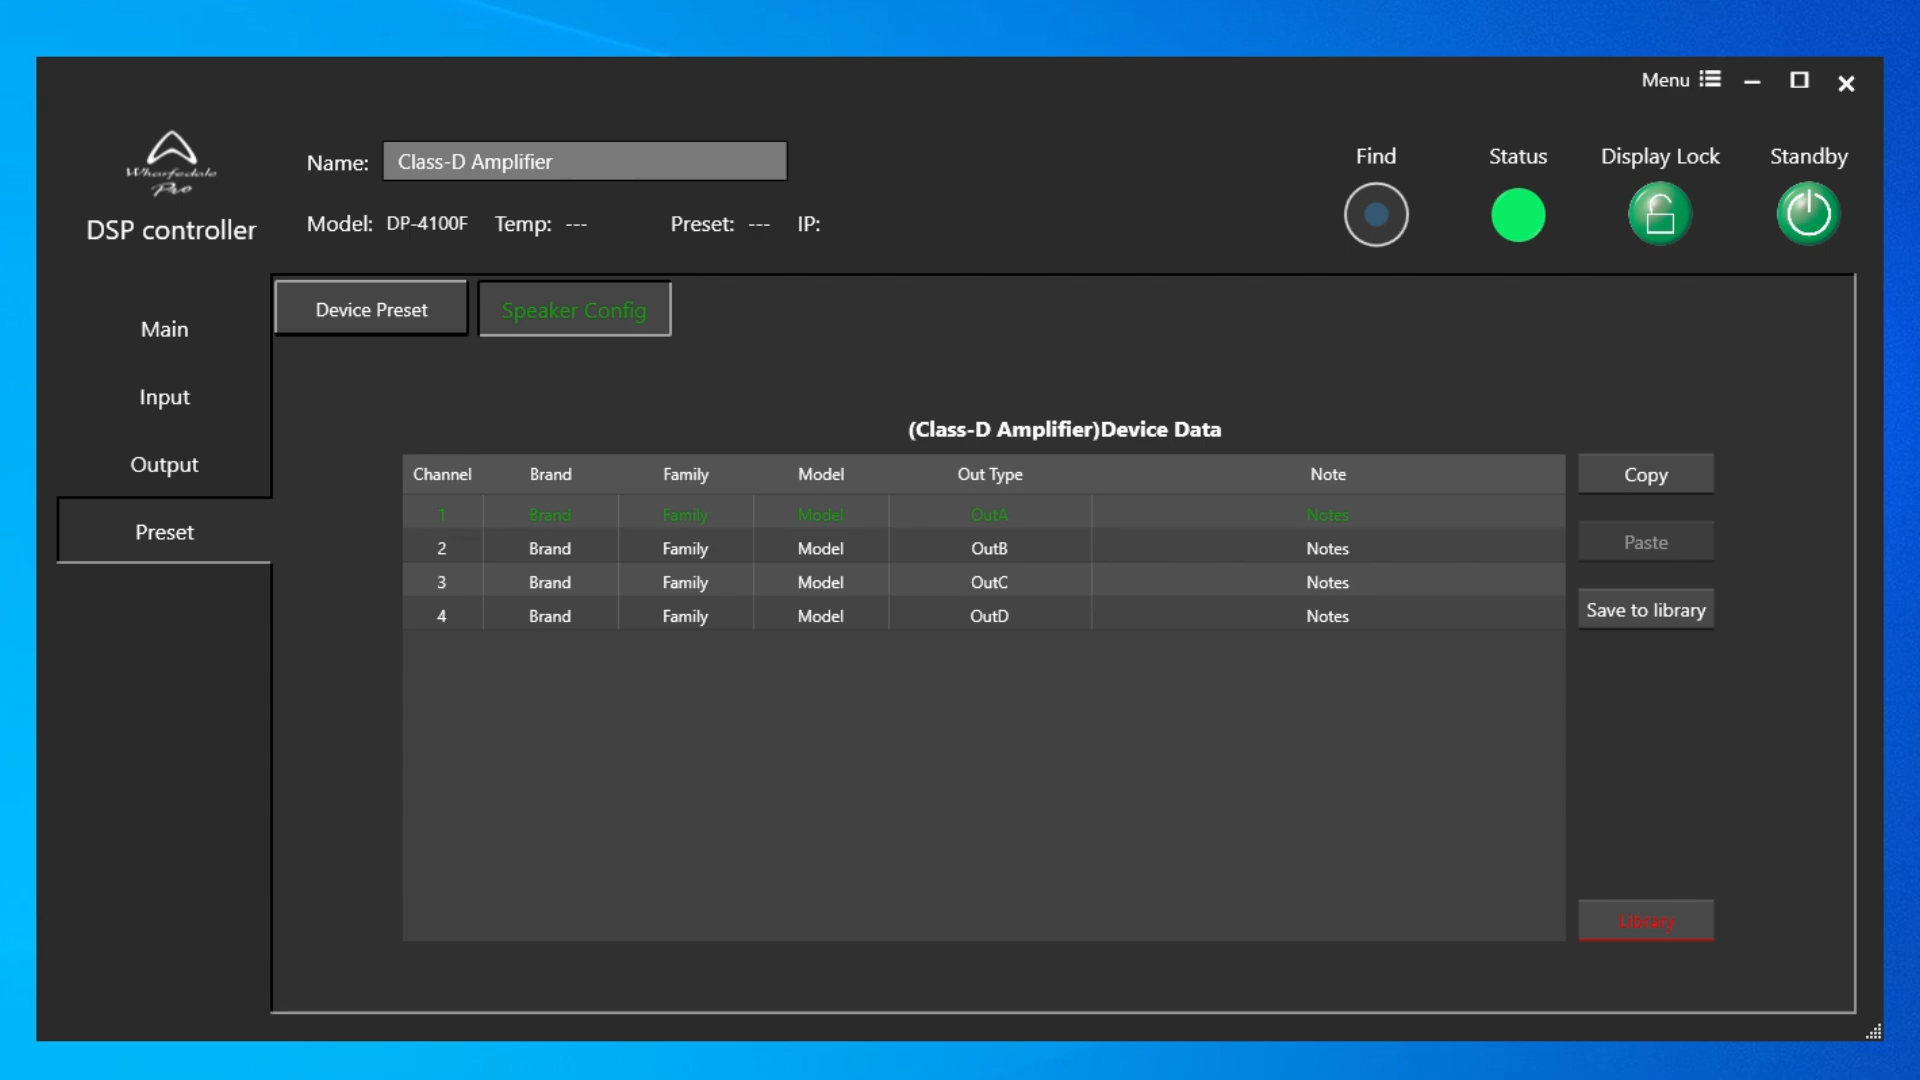 Menu
Wharfedale
Pro
DSP controller
Name: Class-D Amplifier
Model: DP-4100F Temp: --- Preset: --- IP:
Find Status Display Lock Standby
Main
Input
Output
Preset
Device Preset Speaker Config
(Class-D Amplifier)Device Data
Channel Brand Family Model Out Type Note
1 Brand Family Model OutA Notes
2 Brand Family Model OutB Notes
3 Brand Family Model OutC Notes
4 Brand Family Model OutD Notes
Copy
Paste
Save to library
Library